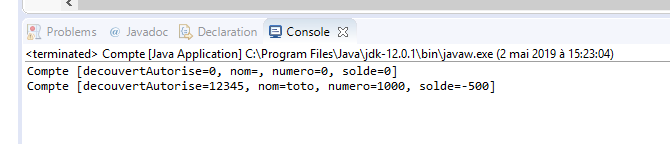 Problems @ Javadoc Declaration Console
<terminated> Compte [Java Application] C:\Program Files\Java\jdk-12.0.1\bin\javaw.exe (2 mai 2019 à 15:23:04)
Compte [decouvertAutorise=0, nom=, numero=0, solde=0]
Compte [decouvertAutorise=12345, nom=toto, numero=1000, solde=-500]